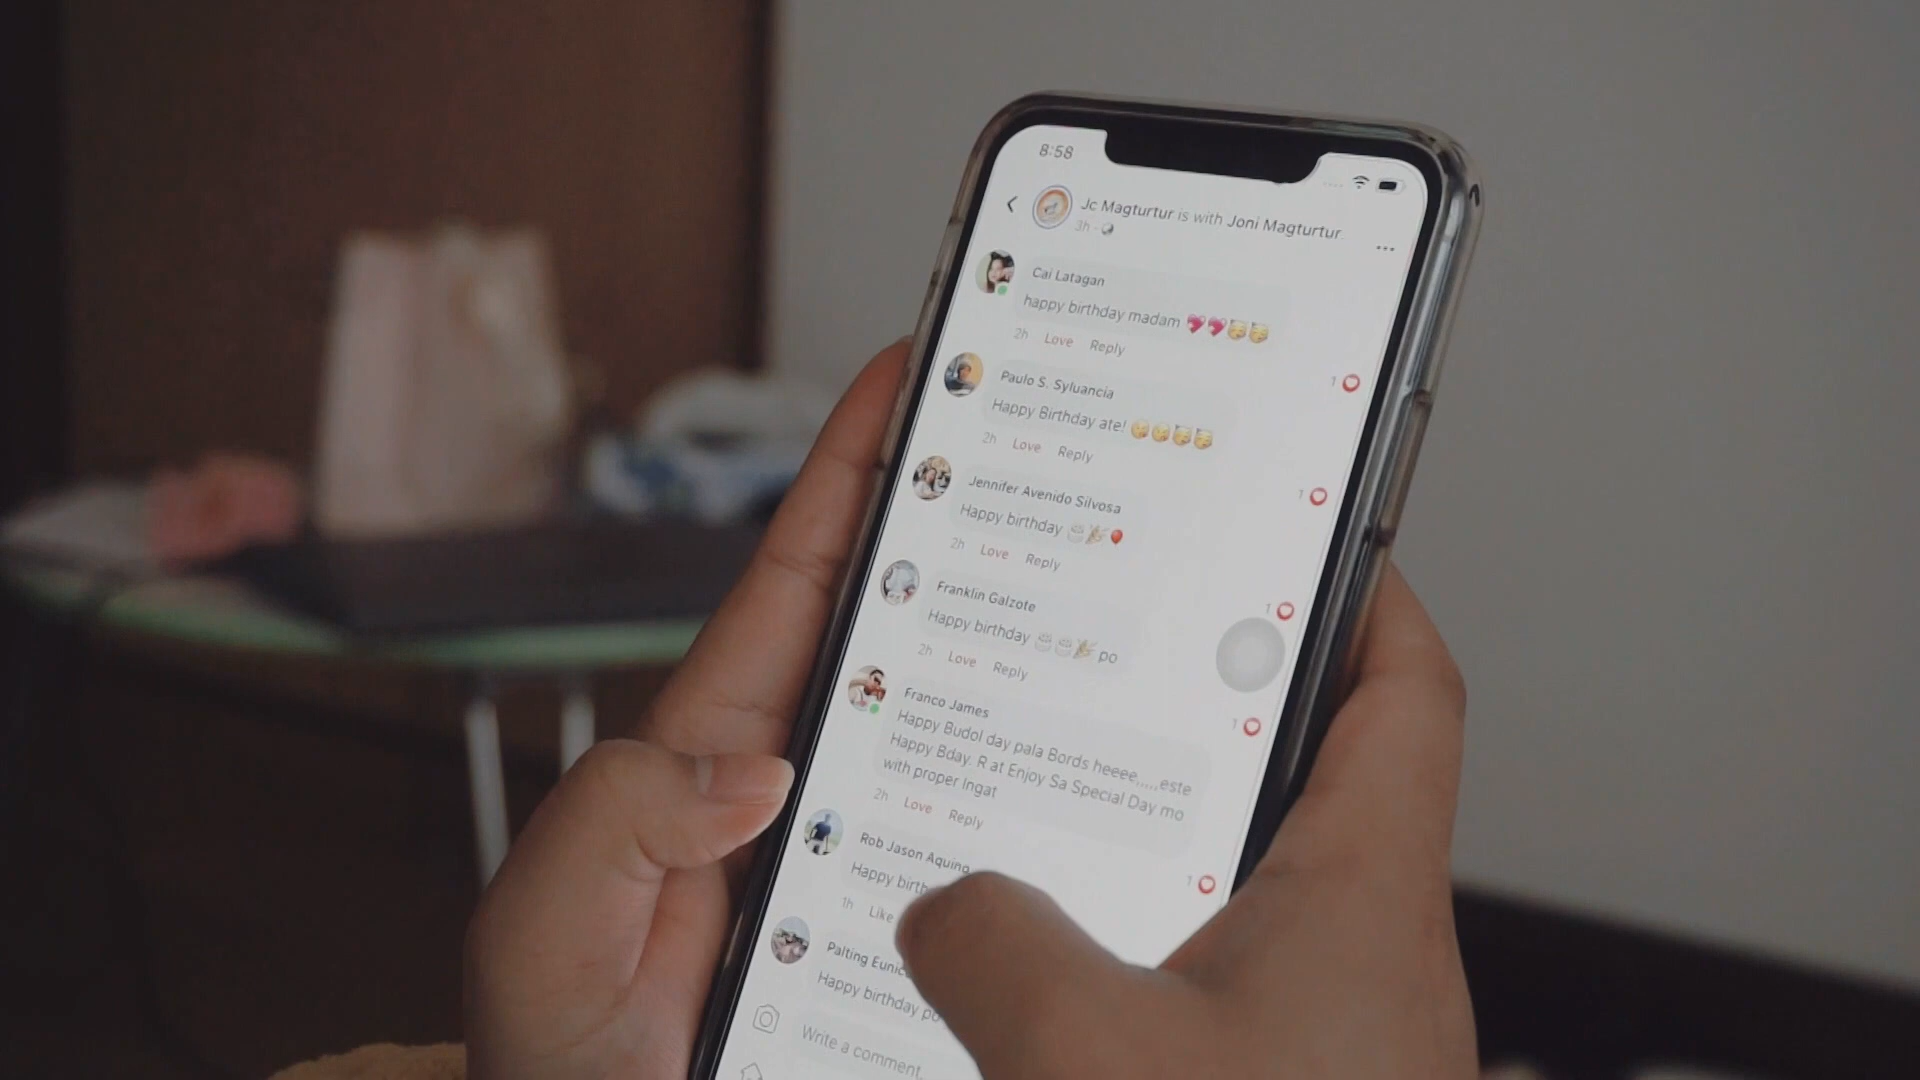 8:58
Jc Magturtur is with Joni Magturtur.
3h
Cai Latagan
happy birthday madam 💖💖🥳🥳
2h Love Reply
1
Paulo S. Syluancia
Happy Birthday ate! 😘😘🥳🥳
2h Love Reply
1
Jennifer Avenido Silvosa
Happy birthday 🎂🎉🎈
2h Love Reply
1
Franklin Galzote
Happy birthday 🎂🎂🎉 po
2h Love Reply
1
Franco James
Happy Budol day pala Bords heeee,....,este
Happy Bday. R at Enjoy Sa Special Day mo
with proper Ingat
2h Love Reply
1
Rob Jason Aquino
Happy birth
1h Like
Palting Eunic
Happy birthday po
Write a comment.